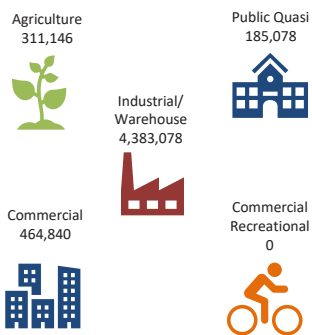 Agriculture
311,146
Public Quasi
185,078
Industrial/
Warehouse
4,383,078
Commercial
464,840
Commercial
Recreational
0